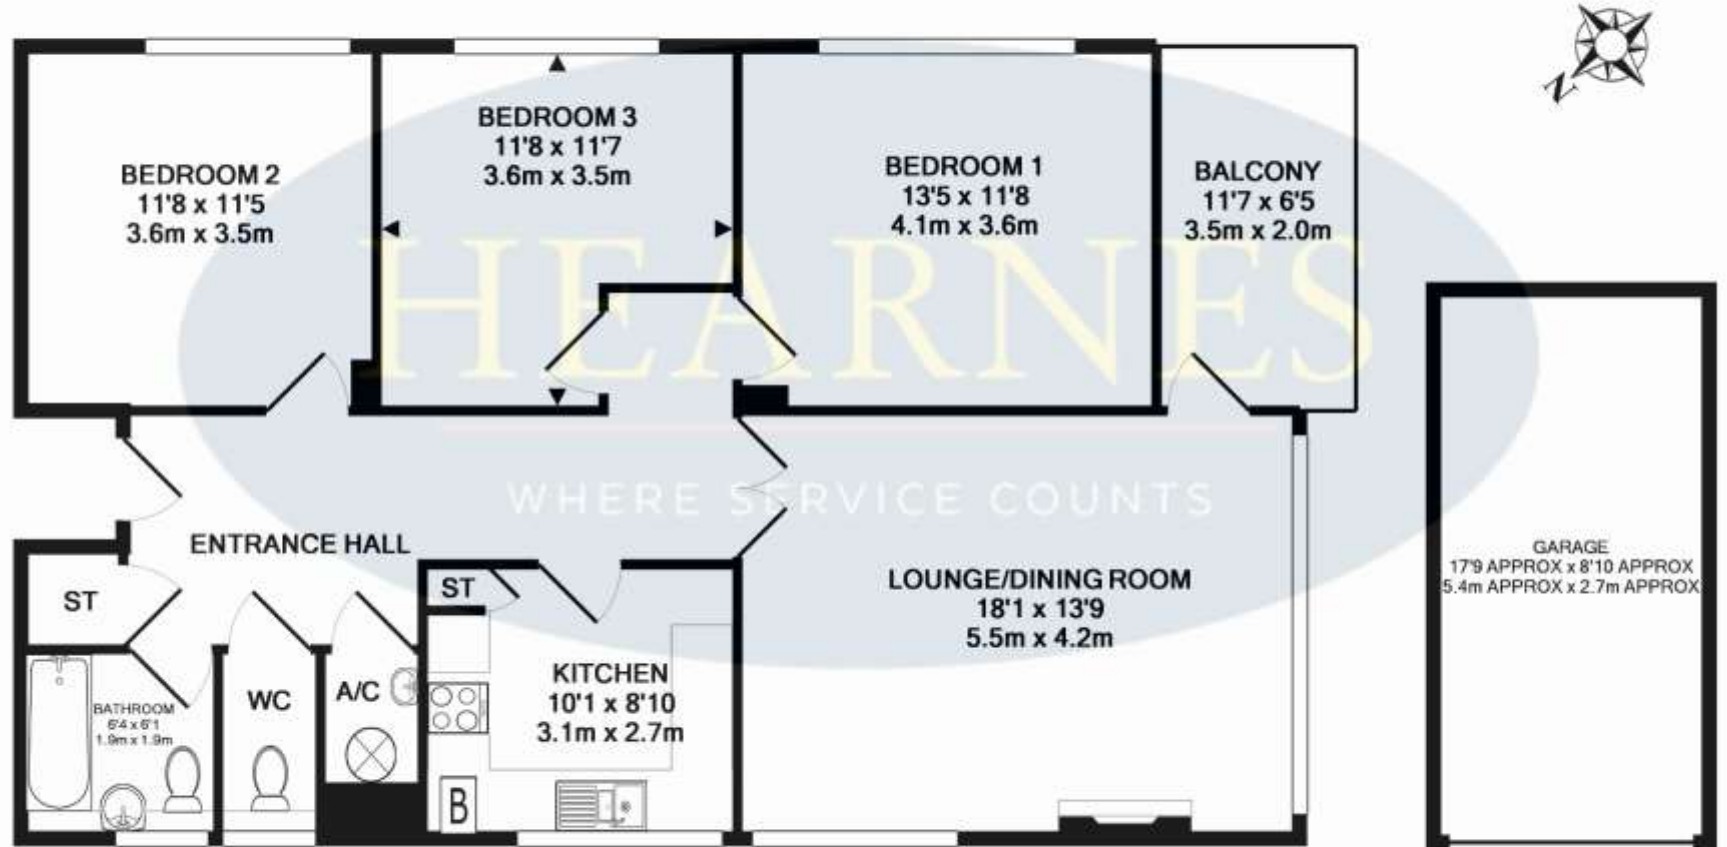 BEDROOM 2
11'8 x 11'5
3.6m x 3.5m
BEDROOM 3
11'8 x 11'7
3.6m x 3.5m
BEDROOM 1
13'5 x 11'8
4.1m x 3.6m
BALCONY
11'7 x 6'5
3.5m x 2.0m
N
HEARNES
WHERE SERVICE COUNTS
ENTRANCE HALL
ST
ST
LOUNGE/DINING ROOM
18'1 x 13'9
5.5m x 4.2m
GARAGE
17'9 APPROX x 8'10 APPROX
5.4m APPROX x 2.7m APPROX
BATHROOM
6'4 x 6'1
1.9m x 1.9m
WC
A/C
KITCHEN
10'1 x 8'10
3.1m x 2.7m
B